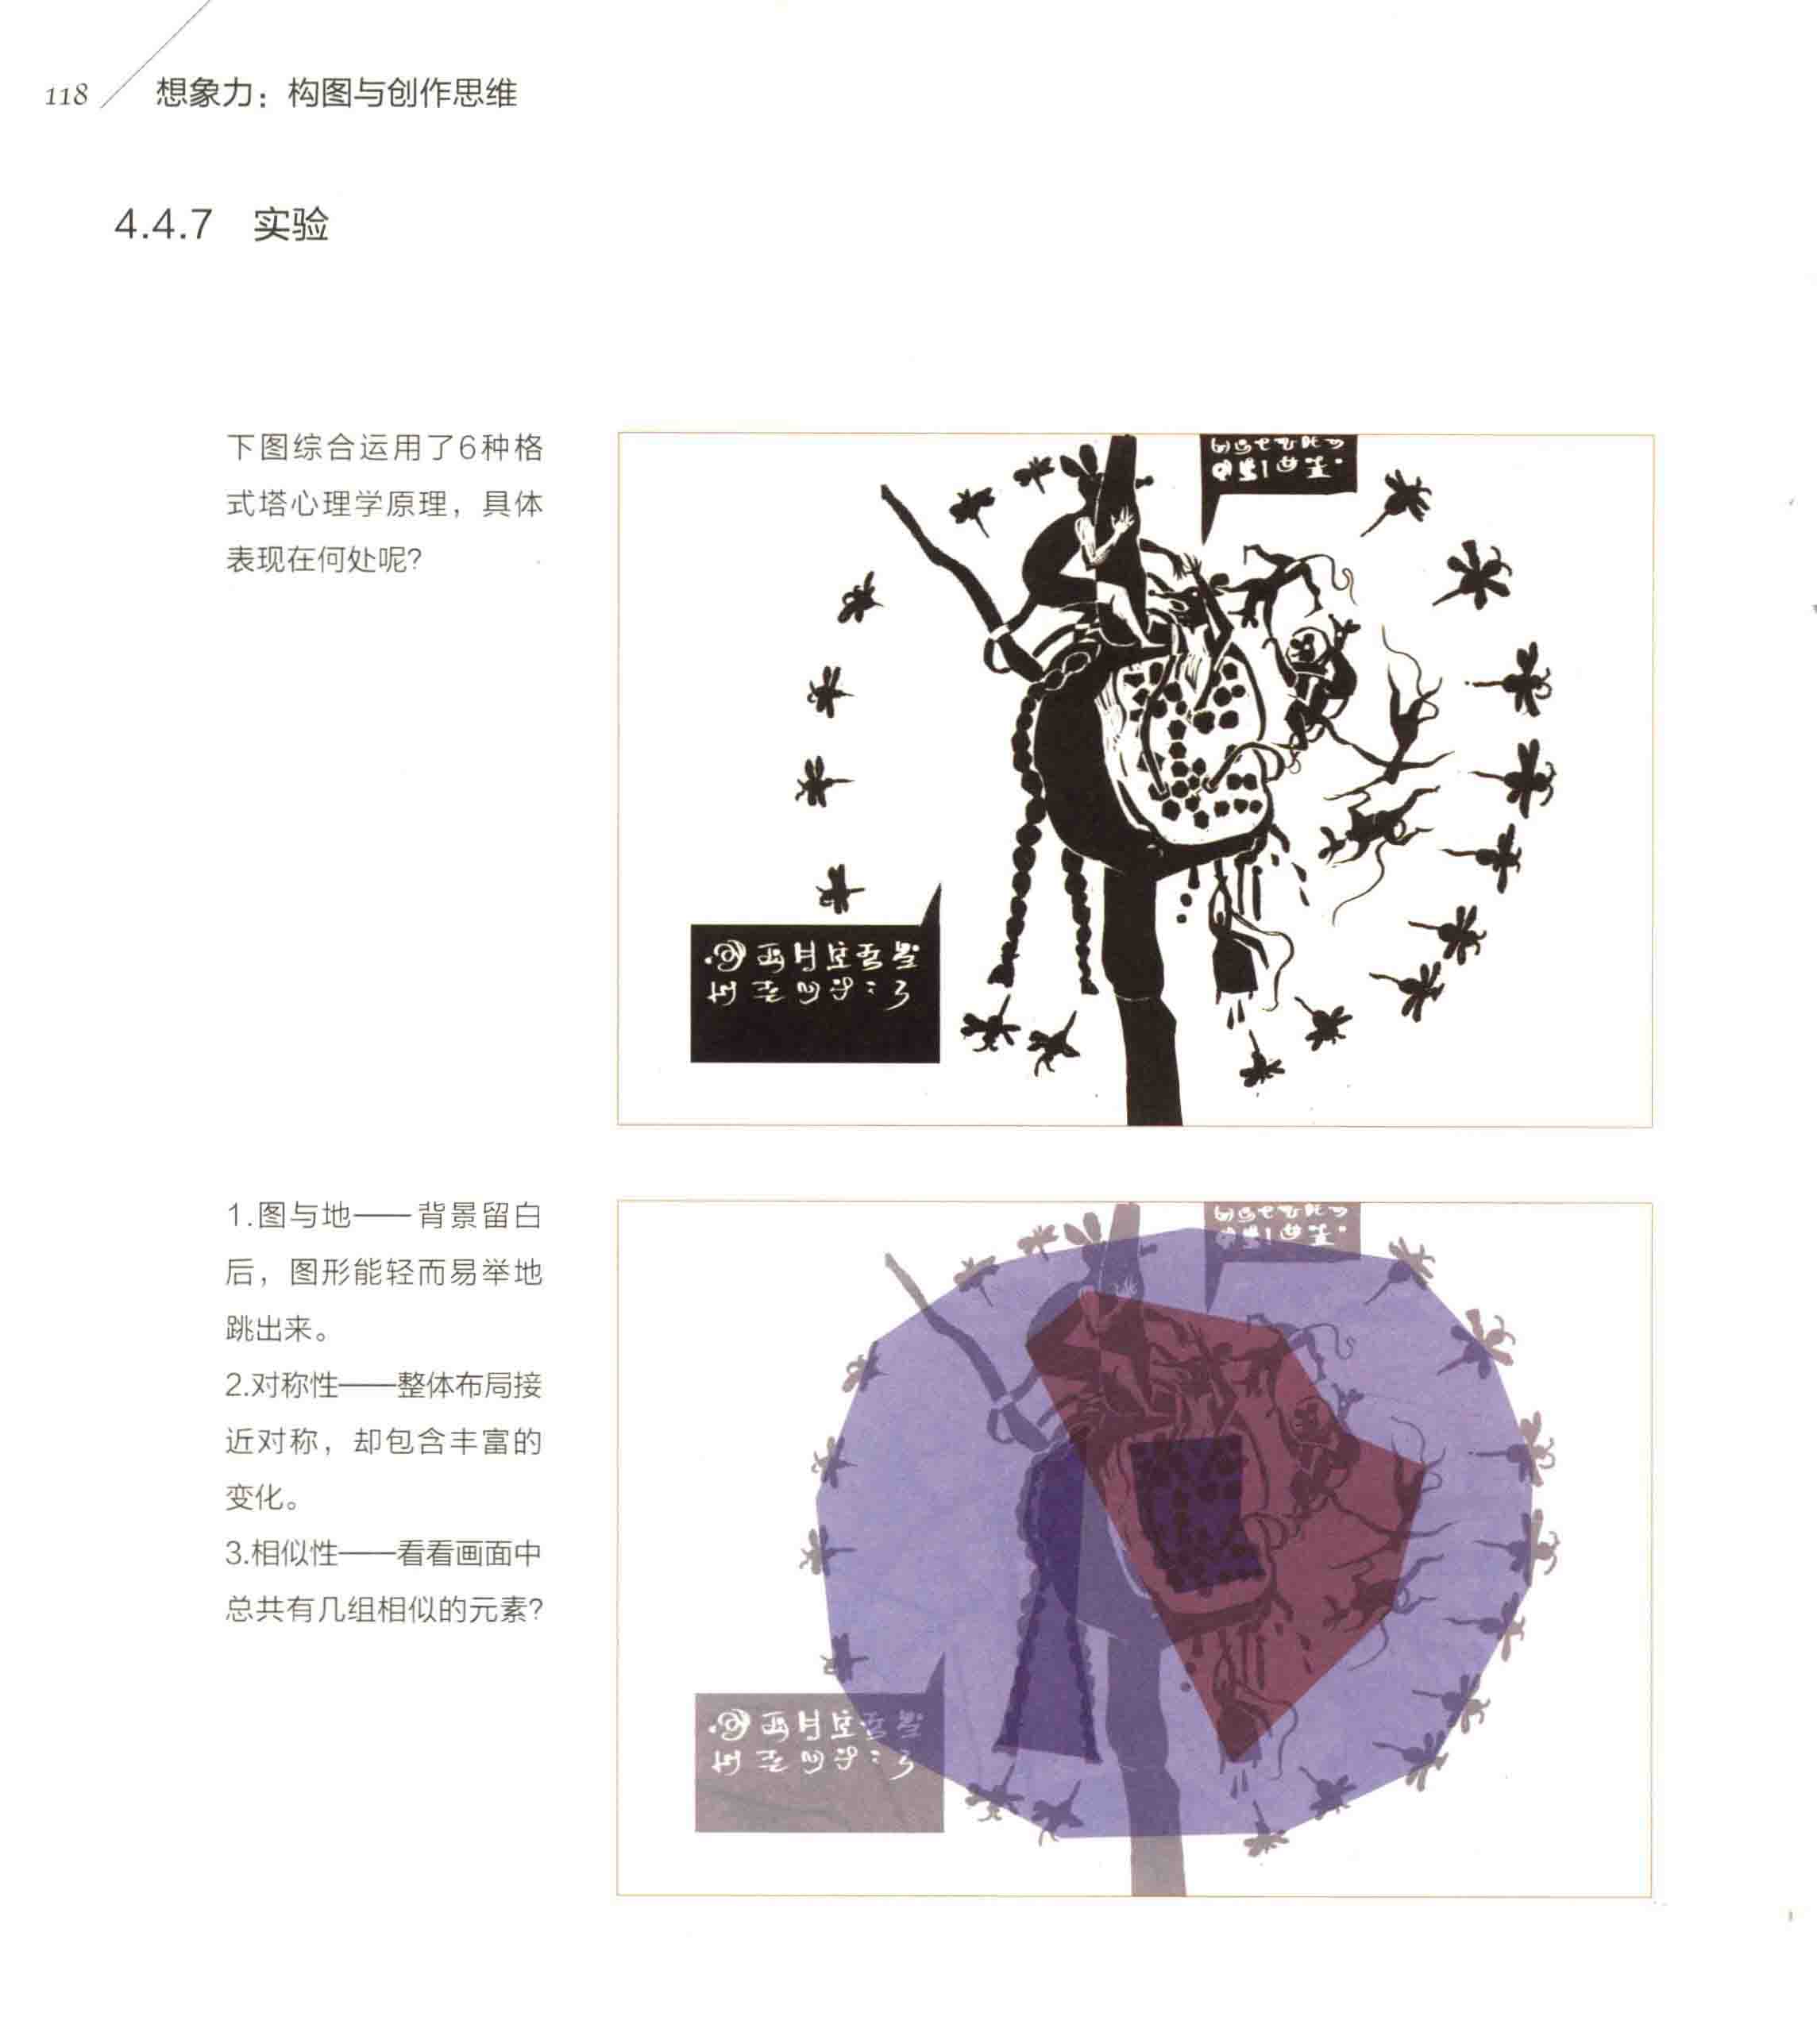 118
想象力：构图与创作思维
4.4.7 实验
下图综合运用了6种格
式塔心理学原理，具体
表现在何处呢?
1.图与地——背景留白
后，图形能轻而易举地
跳出来。
2.对称性——整体布局接
近对称，却包含丰富的
变化。
3.相似性——看看画面中
总共有几组相似的元素?